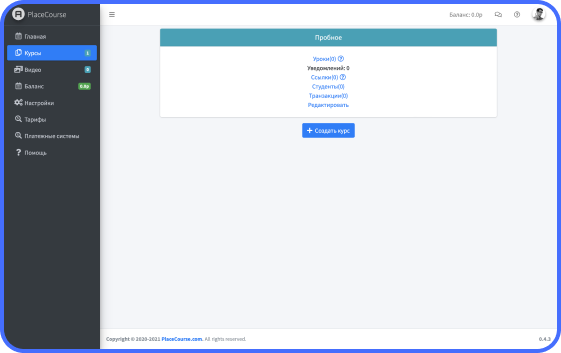 PlaceCourse
Баланс: 0.0р
Главная
Курсы 1
Видео 0
Баланс 0.0р
Настройки
Тарифы
Платежные системы
Помощь
Пробное
Уроки(0)
Уведомлений: 0
Ссылки(0)
Студенты(0)
Транзакции(0)
Редактировать
+ Создать курс
Copyright © 2020-2021 PlaceCourse.com. All rights reserved.
0.4.3